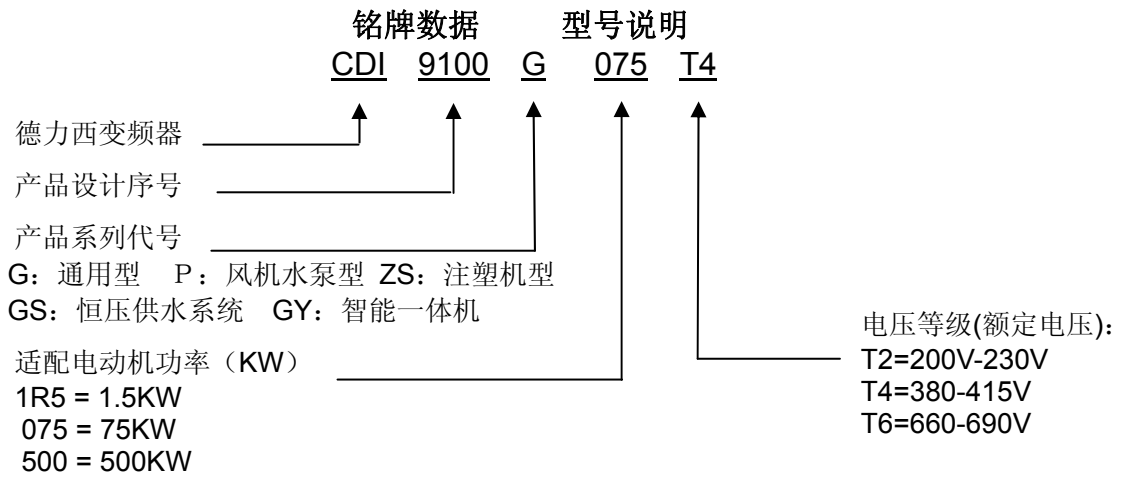 铭牌数据 型号说明
CDI 9100 G 075 T4
德力西变频器
产品设计序号
产品系列代号
G：通用型 P：风机水泵型 ZS：注塑机型
GS：恒压供水系统 GY：智能一体机
适配电动机功率（KW）
1R5 = 1.5KW
075 = 75KW
500 = 500KW
电压等级(额定电压)：
T2=200V-230V
T4=380-415V
T6=660-690V